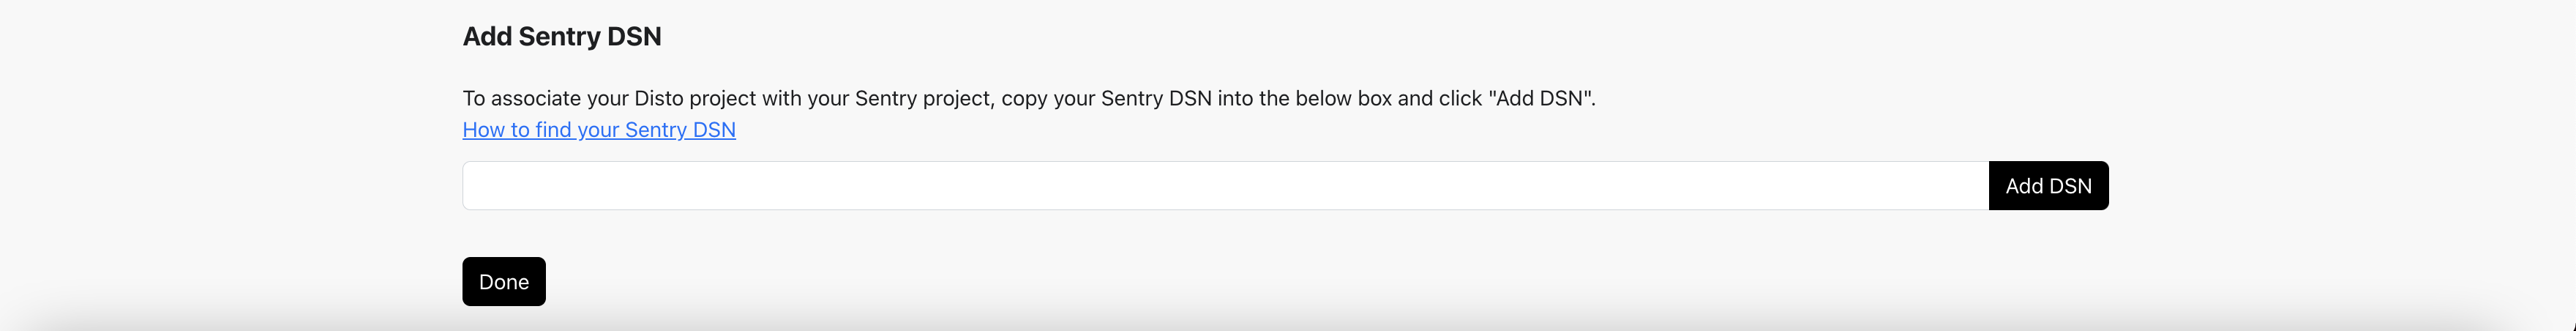 Add Sentry DSN
To associate your Disto project with your Sentry project, copy your Sentry DSN into the below box and click "Add DSN".
How to find your Sentry DSN
Add DSN
Done